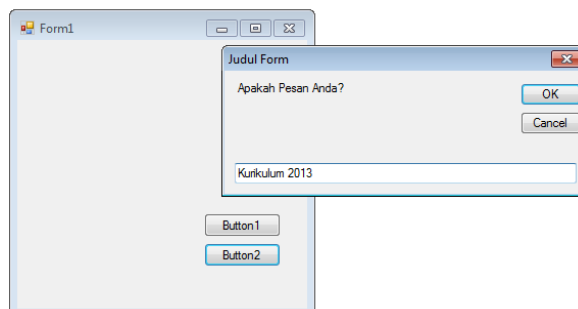 Form1
Judul Form
Apakah Pesan Anda?
OK
Cancel
Kurikulum 2013
Button1
Button2